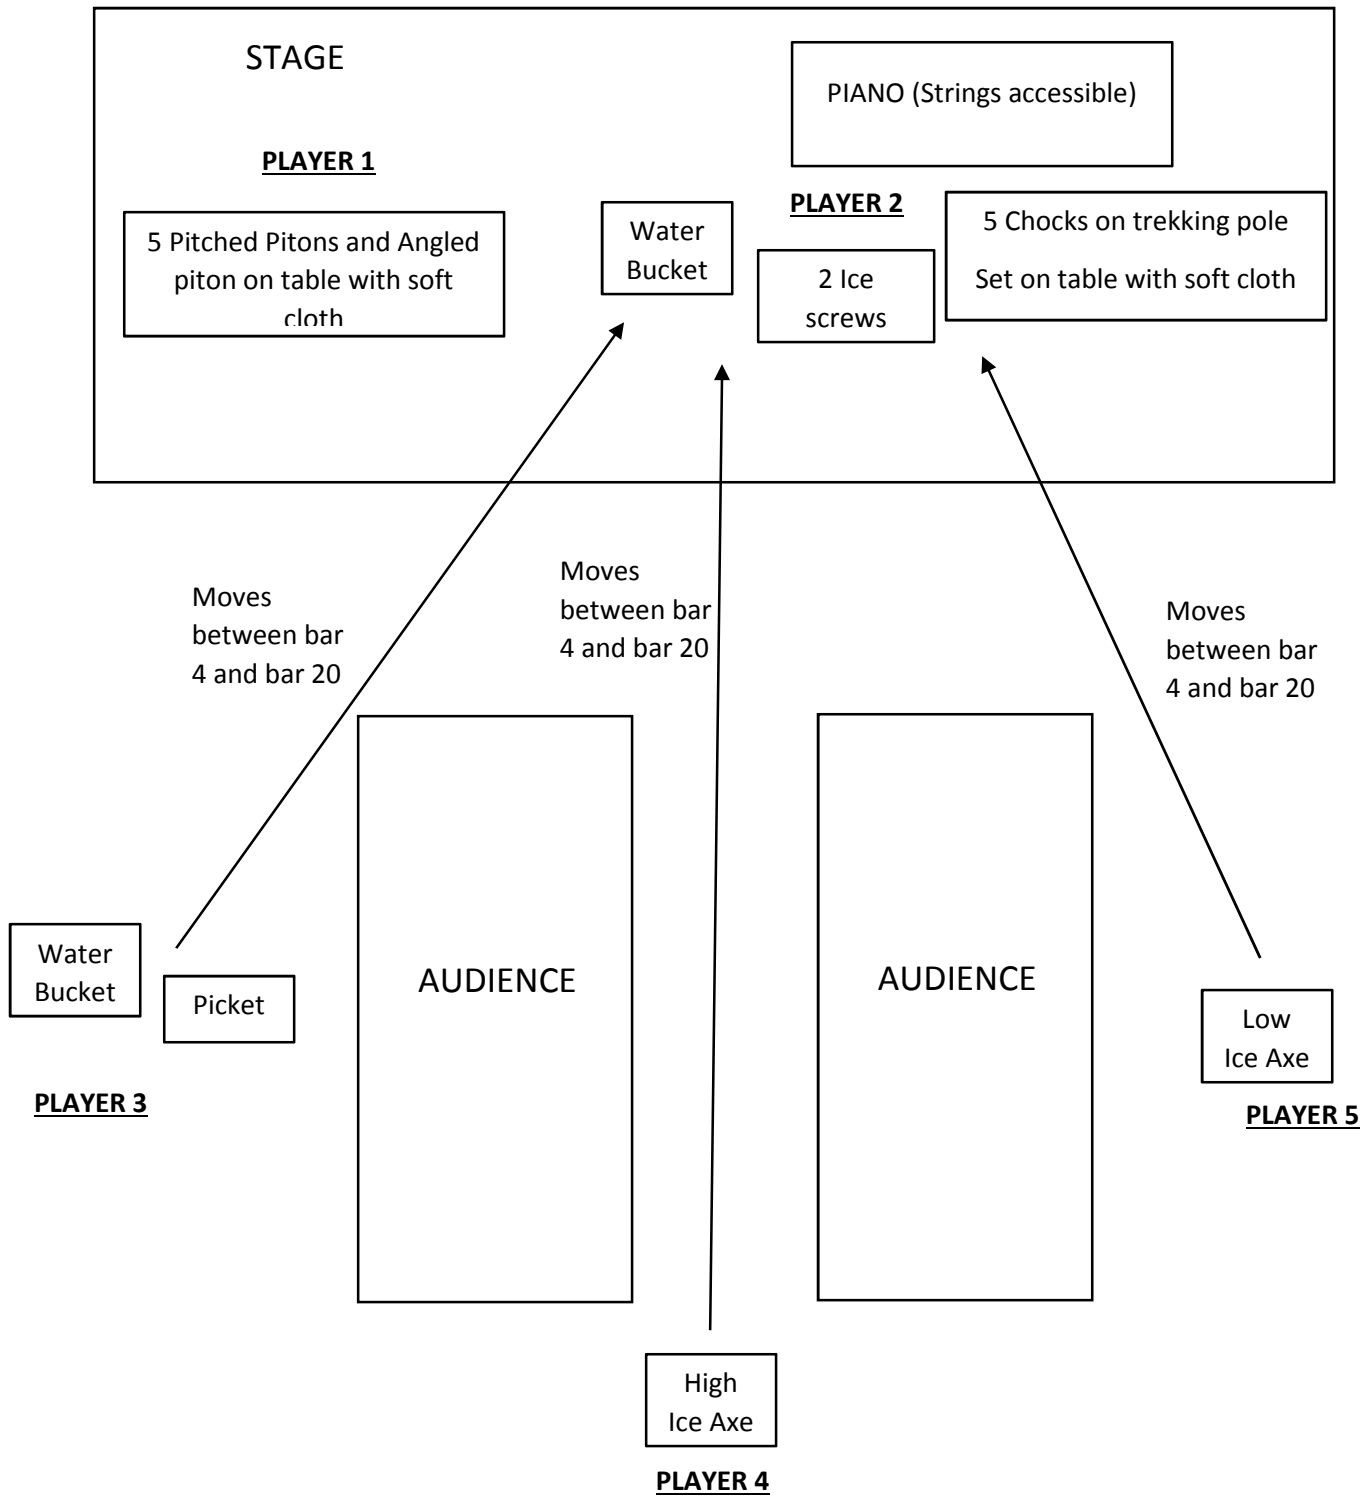 STAGE
PIANO (Strings accessible)
PLAYER 1
PLAYER 2
5 Pitched Pitons and Angled
piton on table with soft
cloth
Water
Bucket
2 Ice
screws
5 Chocks on trekking pole
Set on table with soft cloth
Moves
between bar
4 and bar 20
Moves
between bar
4 and bar 20
Moves
between bar
4 and bar 20
Water
Bucket
Picket
PLAYER 3
AUDIENCE
AUDIENCE
Low
Ice Axe
PLAYER 5
High
Ice Axe
PLAYER 4